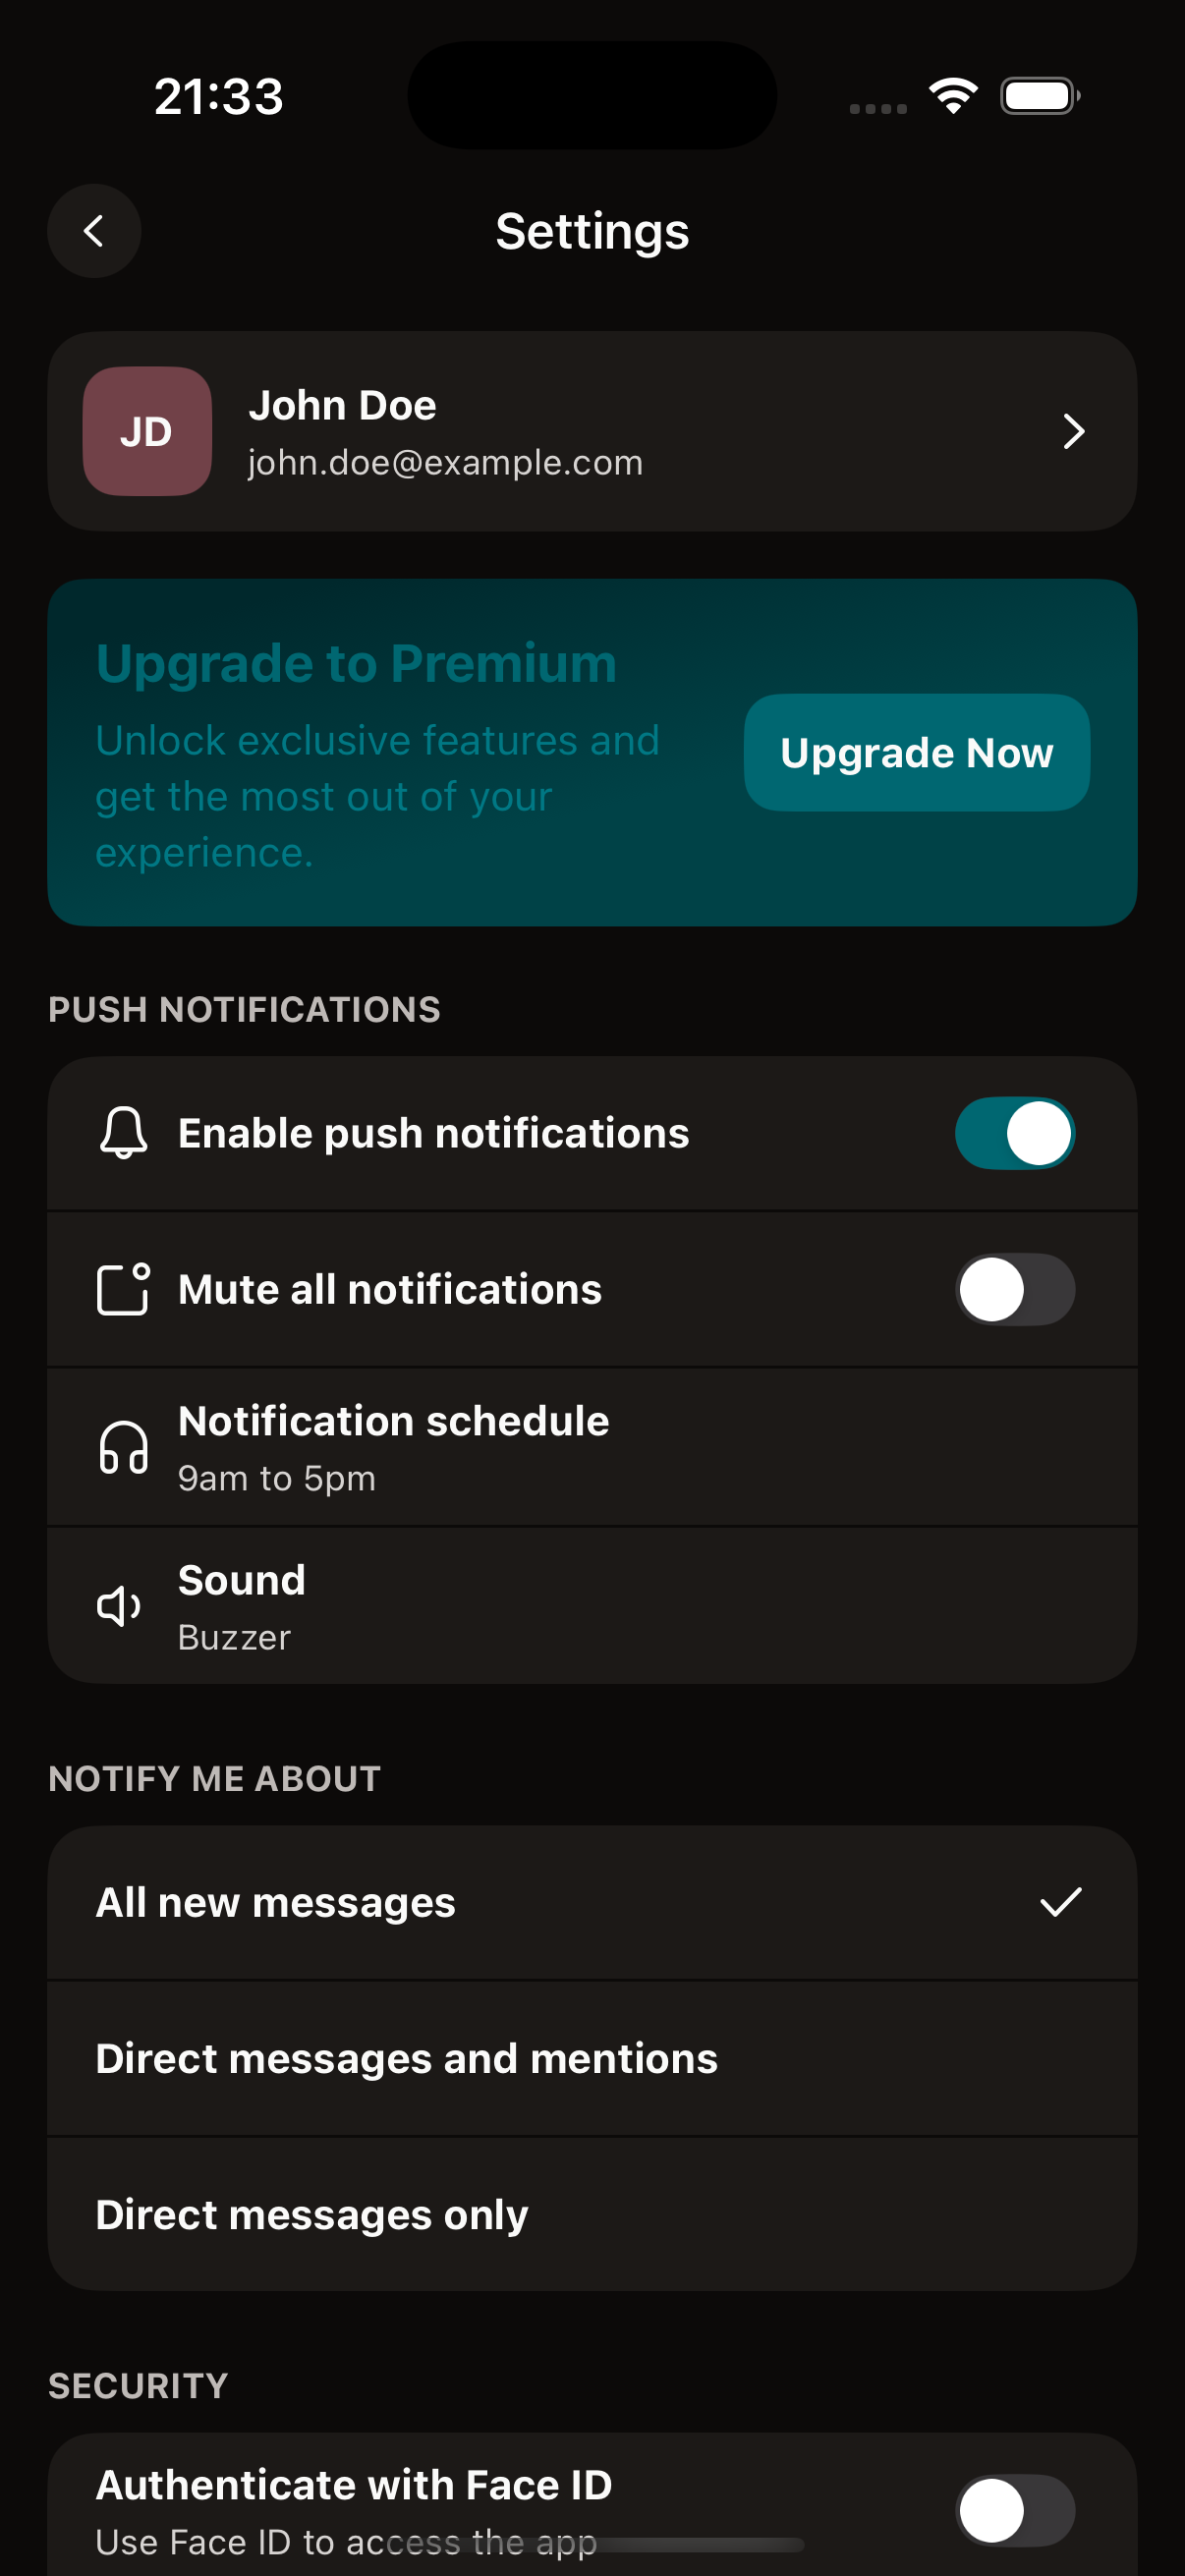 21:33
Settings
JD
John Doe
john.doe@example.com
Upgrade to Premium
Unlock exclusive features and
get the most out of your
experience.
Upgrade Now
PUSH NOTIFICATIONS
Enable push notifications
Mute all notifications
Notification schedule
9am to 5pm
Sound
Buzzer
NOTIFY ME ABOUT
All new messages
Direct messages and mentions
Direct messages only
SECURITY
Authenticate with Face ID
Use Face ID to access the app